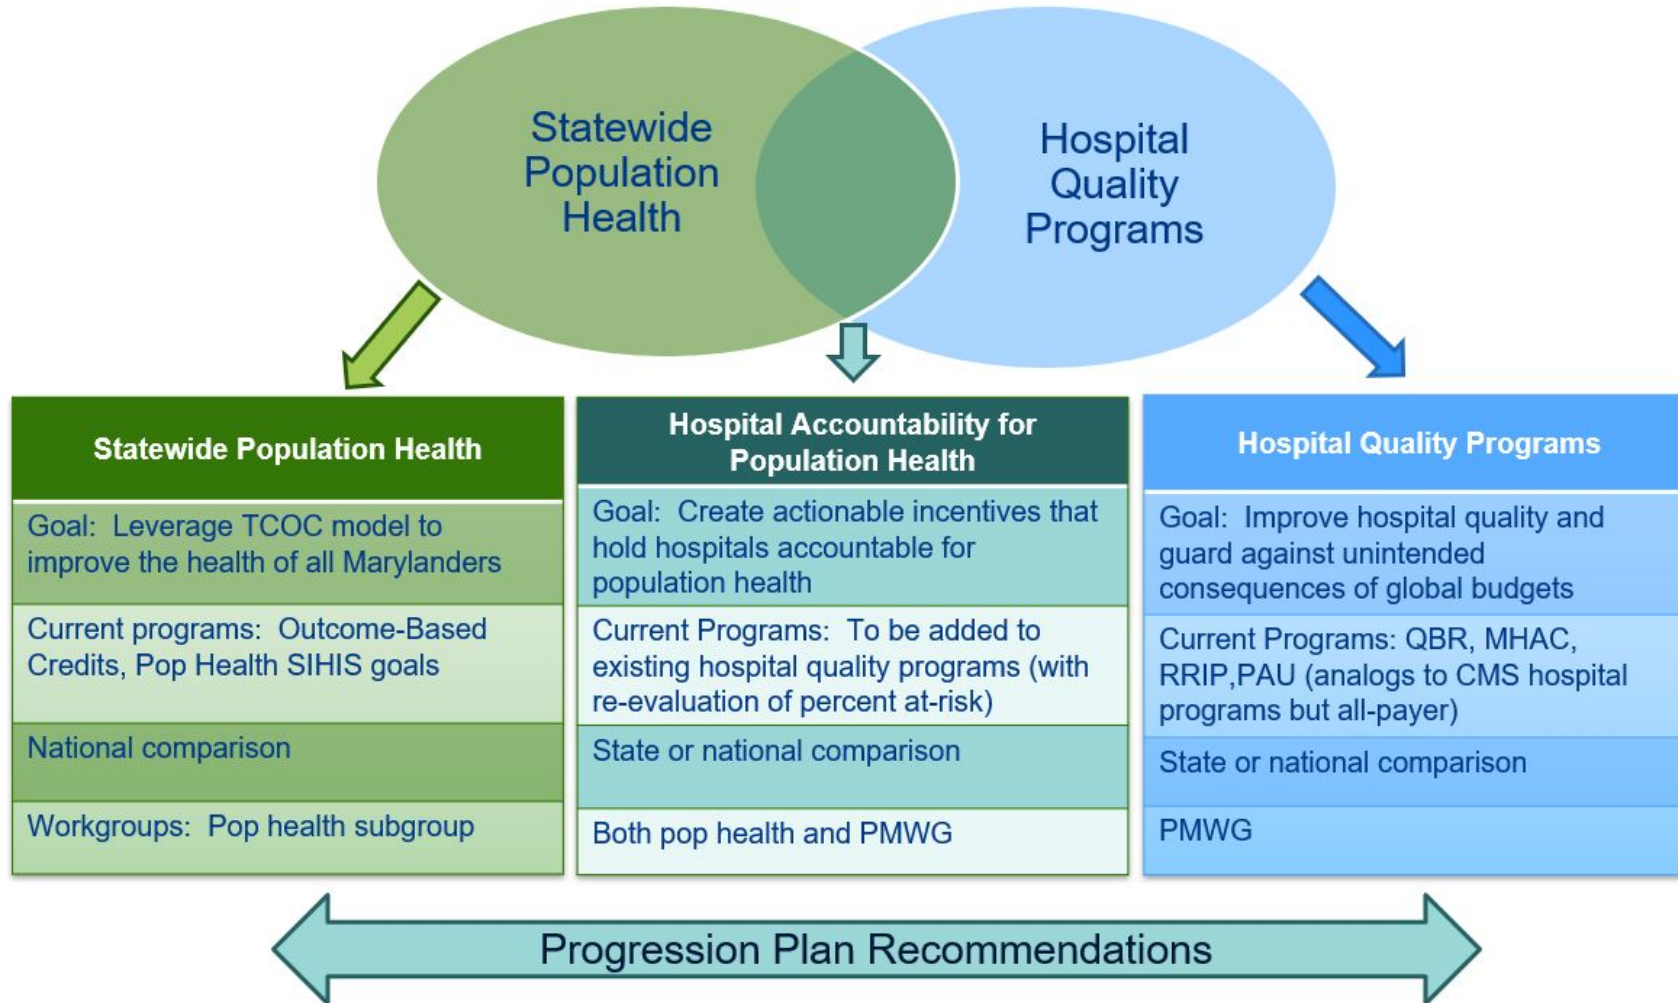 Statewide
Population
Health
Hospital
Quality
Programs
Statewide Population Health
Goal:  Leverage TCOC model to
improve the health of all Marylanders
Current programs:  Outcome-Based
Credits, Pop Health SIHIS goals
National comparison
Workgroups:  Pop health subgroup
Hospital Accountability for
Population Health
Goal:  Create actionable incentives that
hold hospitals accountable for
population health
Current Programs:  To be added to
existing hospital quality programs (with
re-evaluation of percent at-risk)
State or national comparison
Both pop health and PMWG
Hospital Quality Programs
Goal:  Improve hospital quality and
guard against unintended
consequences of global budgets
Current Programs: QBR, MHAC,
RRIP,PAU (analogs to CMS hospital
programs but all-payer)
State or national comparison
PMWG
Progression Plan Recommendations